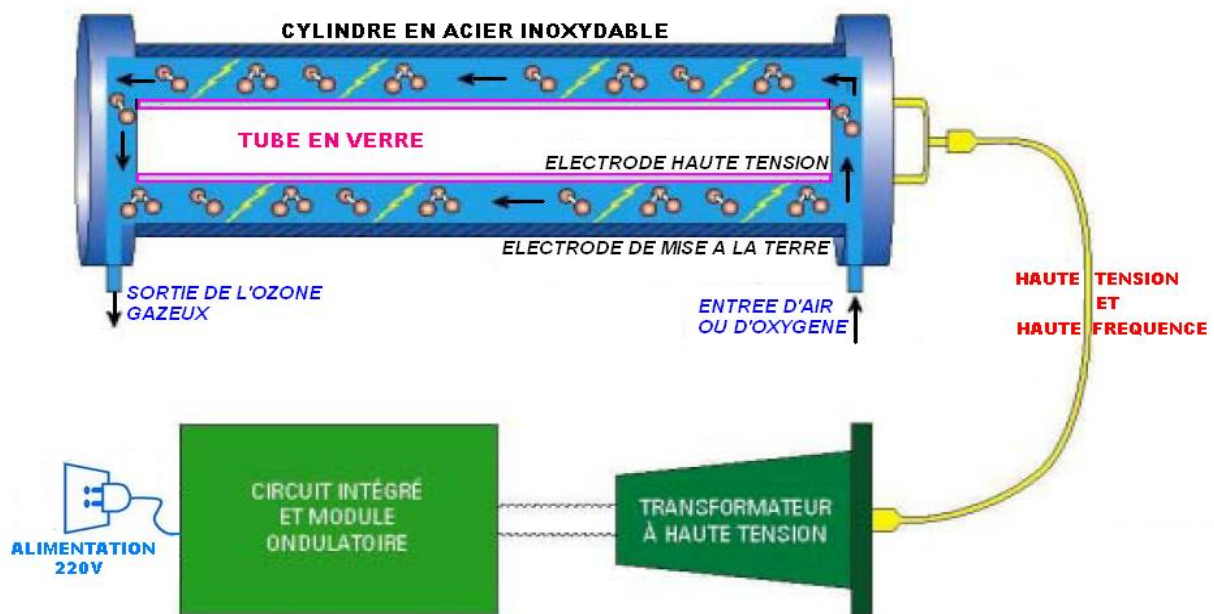 CYLINDRE EN ACIER INOXYDABLE
TUBE EN VERRE
ELECTRODE HAUTE TENSION
ELECTRODE DE MISE A LA TERRE
SORTIE DE L'OZONE
GAZEUX
ENTREE D'AIR
OU D'OXYGENE
HAUTE TENSION
ET
HAUTE FREQUENCE
ALIMENTATION
220V
CIRCUIT INTÉGRÉ
ET MODULE
ONDULATOIRE
TRANSFORMATEUR
À HAUTE TENSION